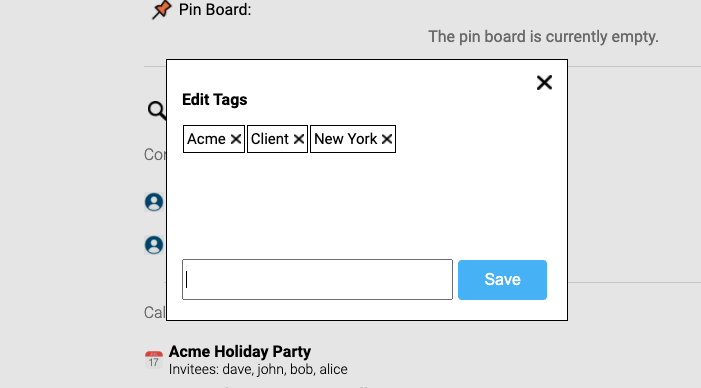 Pin Board:
The pin board is currently empty.
Edit Tags
Acme Client New York
Save
Acme Holiday Party
17
Invitees: dave, john, bob, alice